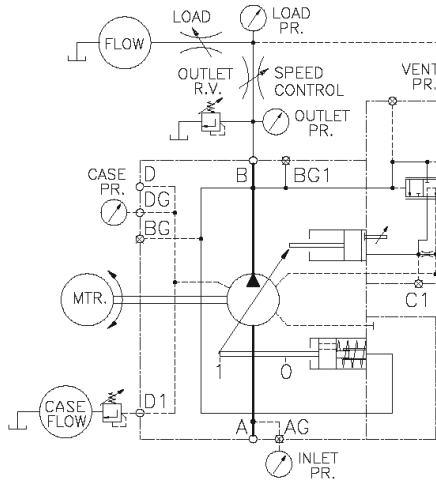 LOAD
LOAD
PR.
FLOW
OUTLET
R.V.
SPEED
CONTROL
VENT
PR.
OUTLET
PR.
D
B
BG1
CASE
PR.
DG
BG
MTR.
C1
1
0
D1
CASE
FLOW
A
AG
INLET
PR.